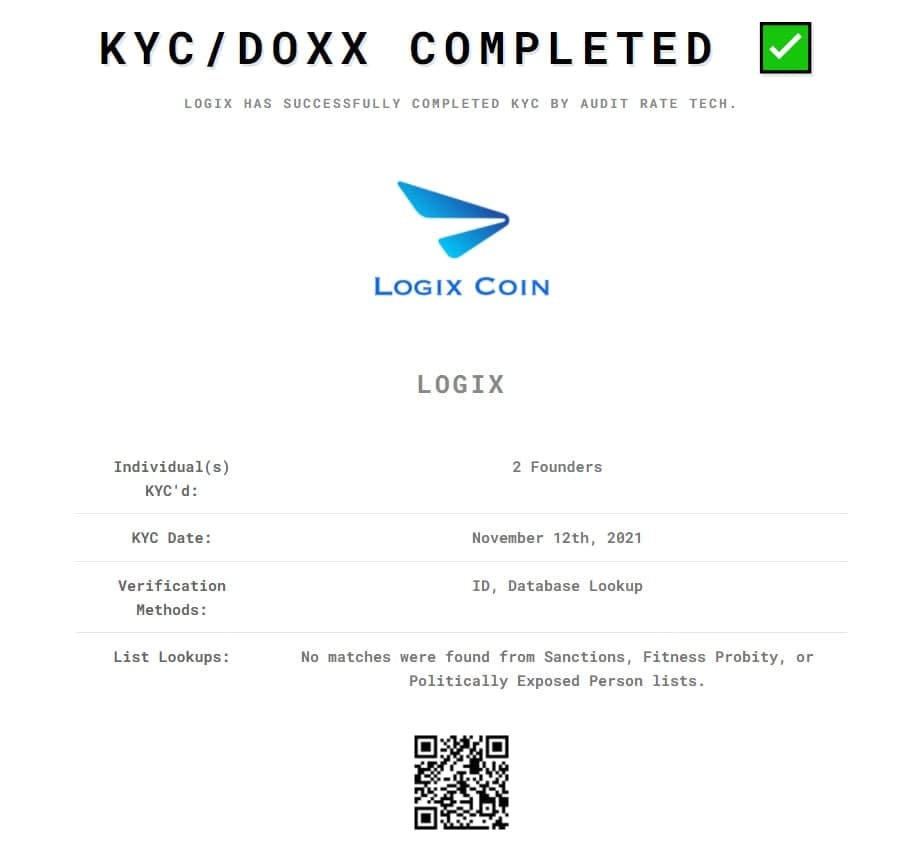 KYC/DOXX COMPLETED
LOGIX HAS SUCCESSFULLY COMPLETED KYC BY AUDIT RATE TECH.
LOGIX COIN
LOGIX
Individual(s) KYC'd:
2 Founders
KYC Date:
November 12th, 2021
Verification Methods:
ID, Database Lookup
List Lookups:
No matches were found from Sanctions, Fitness Probity, or
Politically Exposed Person lists.